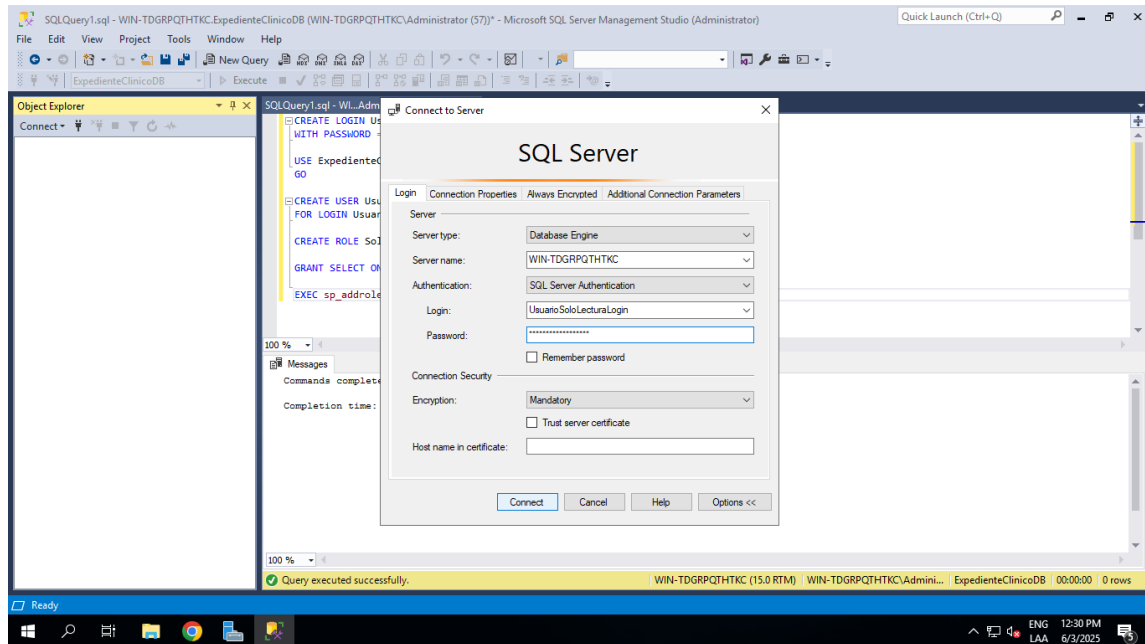 SQLQuery1.sql - WIN-TDGRPQTHTKC.ExpedienteClinicoDB (WIN-TDGRPQTHTKC\Administrator (57))* - Microsoft SQL Server Management Studio (Administrator)
Quick Launch (Ctrl+Q)
File Edit View Project Tools Window Help
New Query
MDX DMX XMLA DAX
ExpedienteClinicoDB
Execute
Object Explorer
Connect
SQLQuery1.sql - WI...Adm
CREATE LOGIN Us
WITH PASSWORD =
USE ExpedienteC
GO
CREATE USER Usu
FOR LOGIN Usuar
CREATE ROLE Sol
GRANT SELECT ON
EXEC sp_addrole
100 %
Messages
Commands complete
Completion time:
100 %
Connect to Server
SQL Server
Login Connection Properties Always Encrypted Additional Connection Parameters
Server
Server type: Database Engine
Server name: WIN-TDGRPQTHTKC
Authentication: SQL Server Authentication
Login: UsuarioSoloLecturaLogin
Password: ******************
Remember password
Connection Security
Encryption: Mandatory
Trust server certificate
Host name in certificate:
Connect Cancel Help Options <<
Query executed successfully.
WIN-TDGRPQTHTKC (15.0 RTM) WIN-TDGRPQTHTKC\Admini... ExpedienteClinicoDB 00:00:00 0 rows
Ready
ENG 12:30 PM
LAA 6/3/2025